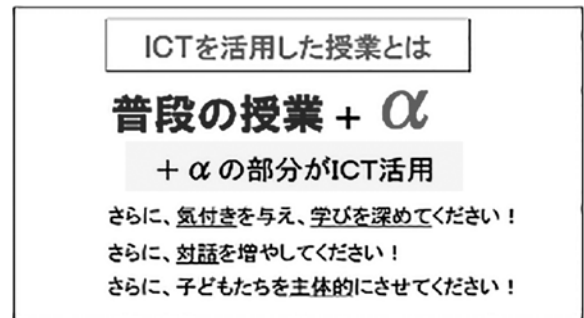 ICTを活用した授業とは
普段の授業 + α
+ α の部分がICT活用
さらに、気付きを与え、学びを深めてください！
さらに、対話を増やしてください！
さらに、子どもたちを主体的にさせてください！